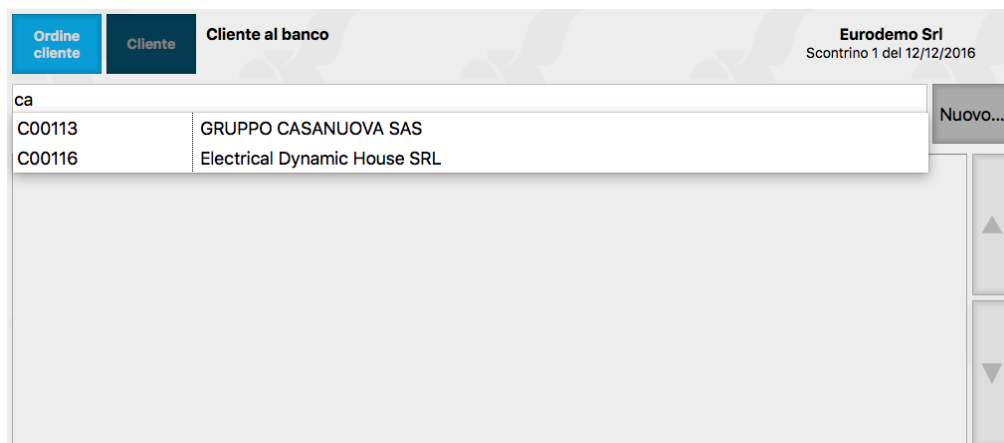 Ordine
cliente
Cliente
Cliente al banco
Eurodemo Srl
Scontrino 1 del 12/12/2016
ca
Nuovo...
C00113 GRUPPO CASANUOVA SAS
C00116 Electrical Dynamic House SRL